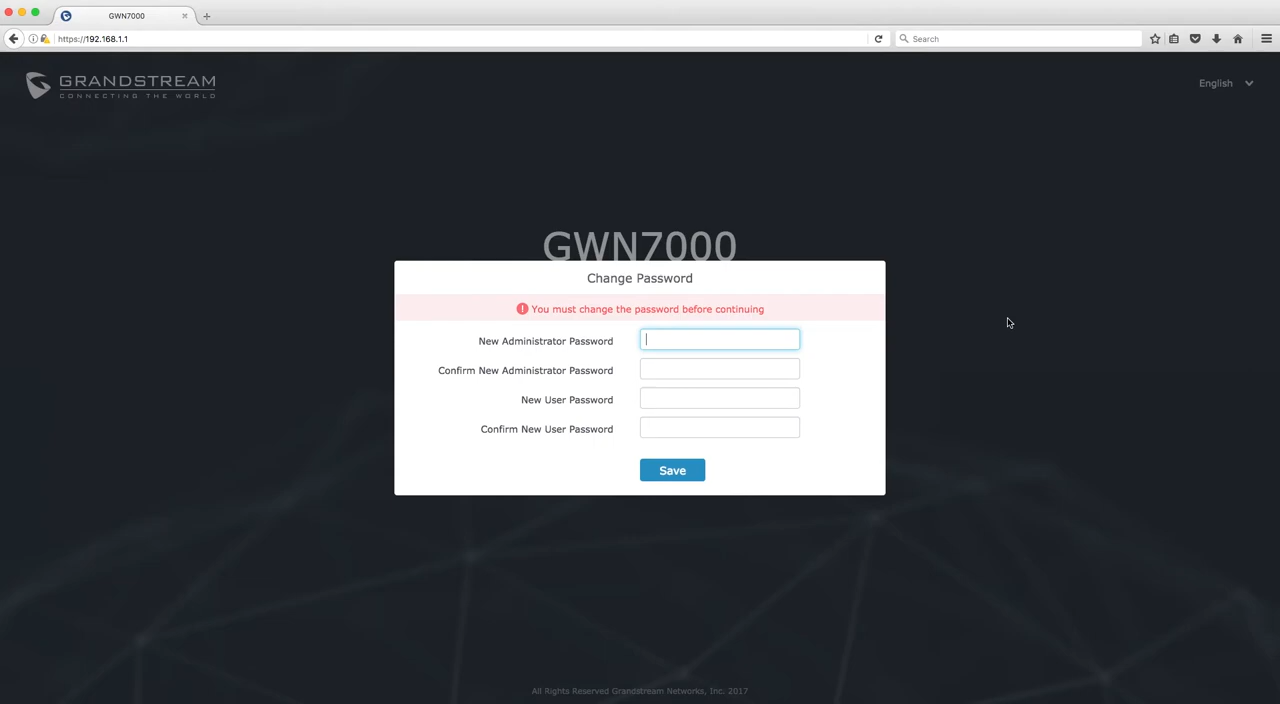 GWN7000
https://192.168.1.1
Search
GRANDSTREAM
CONNECTING THE WORLD
English
GWN7000
Change Password
You must change the password before continuing
New Administrator Password
Confirm New Administrator Password
New User Password
Confirm New User Password
Save
All Rights Reserved Grandstream Networks, Inc. 2017